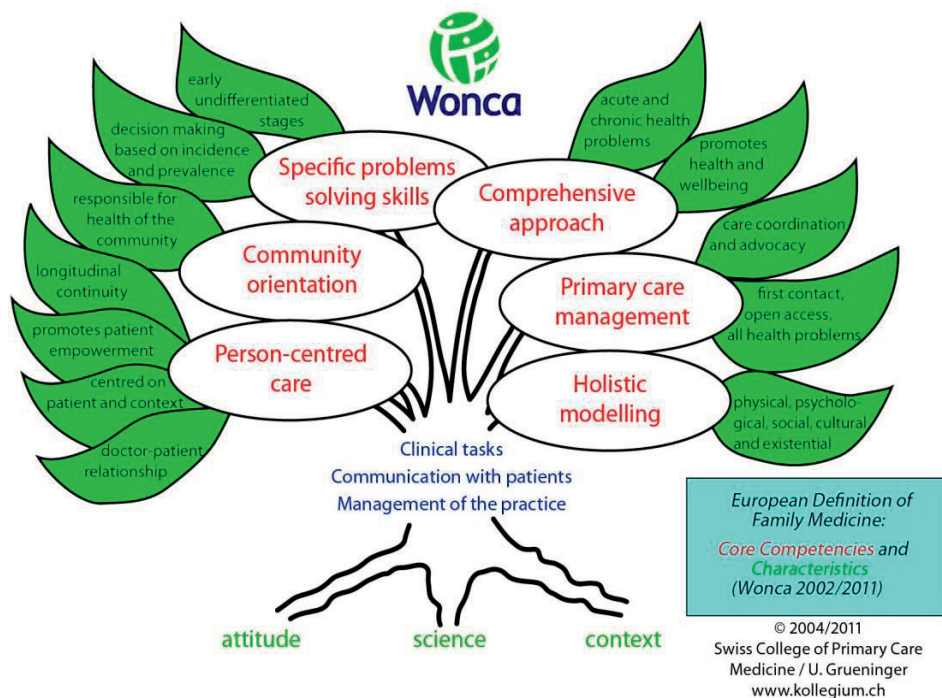 Wonca
early
undifferentiated
stages
decision making
based on incidence
and prevalence
responsible for
health of the
community
longitudinal
continuity
promotes patient
empowerment
centred on
patient and context
doctor-patient
relationship
Specific problems
solving skills
Community
orientation
Person-centred
care
Comprehensive
approach
Primary care
management
Holistic
modelling
acute and
chronic health
problems
promotes
health and
wellbeing
care coordination
and advocacy
first contact,
open access,
all health problems
physical, psycholo-
gical, social, cultural
and existential
Clinical tasks
Communication with patients
Management of the practice
attitude
science
context
European Definition of
Family Medicine:
Core Competencies and
Characteristics
(Wonca 2002/2011)
© 2004/2011
Swiss College of Primary Care
Medicine / U. Grueninger
www.kollegium.ch